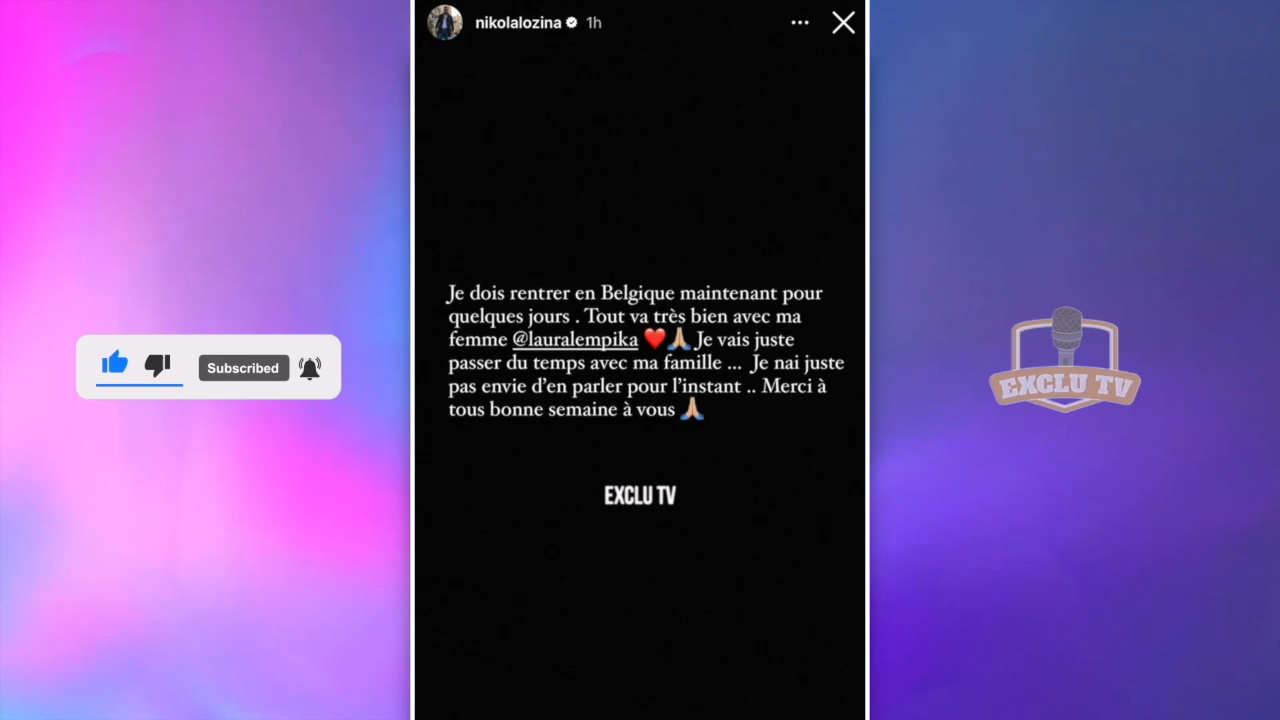 nikolalozina 1h
Je dois rentrer en Belgique maintenant pour
quelques jours . Tout va très bien avec ma
femme @lauralempika ❤️🙏🏼 Je vais juste
passer du temps avec ma famille ... Je nai juste
pas envie d’en parler pour l’instant .. Merci à
tous bonne semaine à vous 🙏🏼
EXCLU TV
Subscribed
EXCLU TV